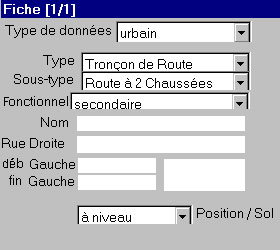 Fiche [1/1]
Type de données urbain
Type Tronçon de Route
Sous-type Route à 2 Chaussées
Fonctionnel secondaire
Nom
Rue Droite
déb Gauche
fin Gauche
à niveau Position / Sol